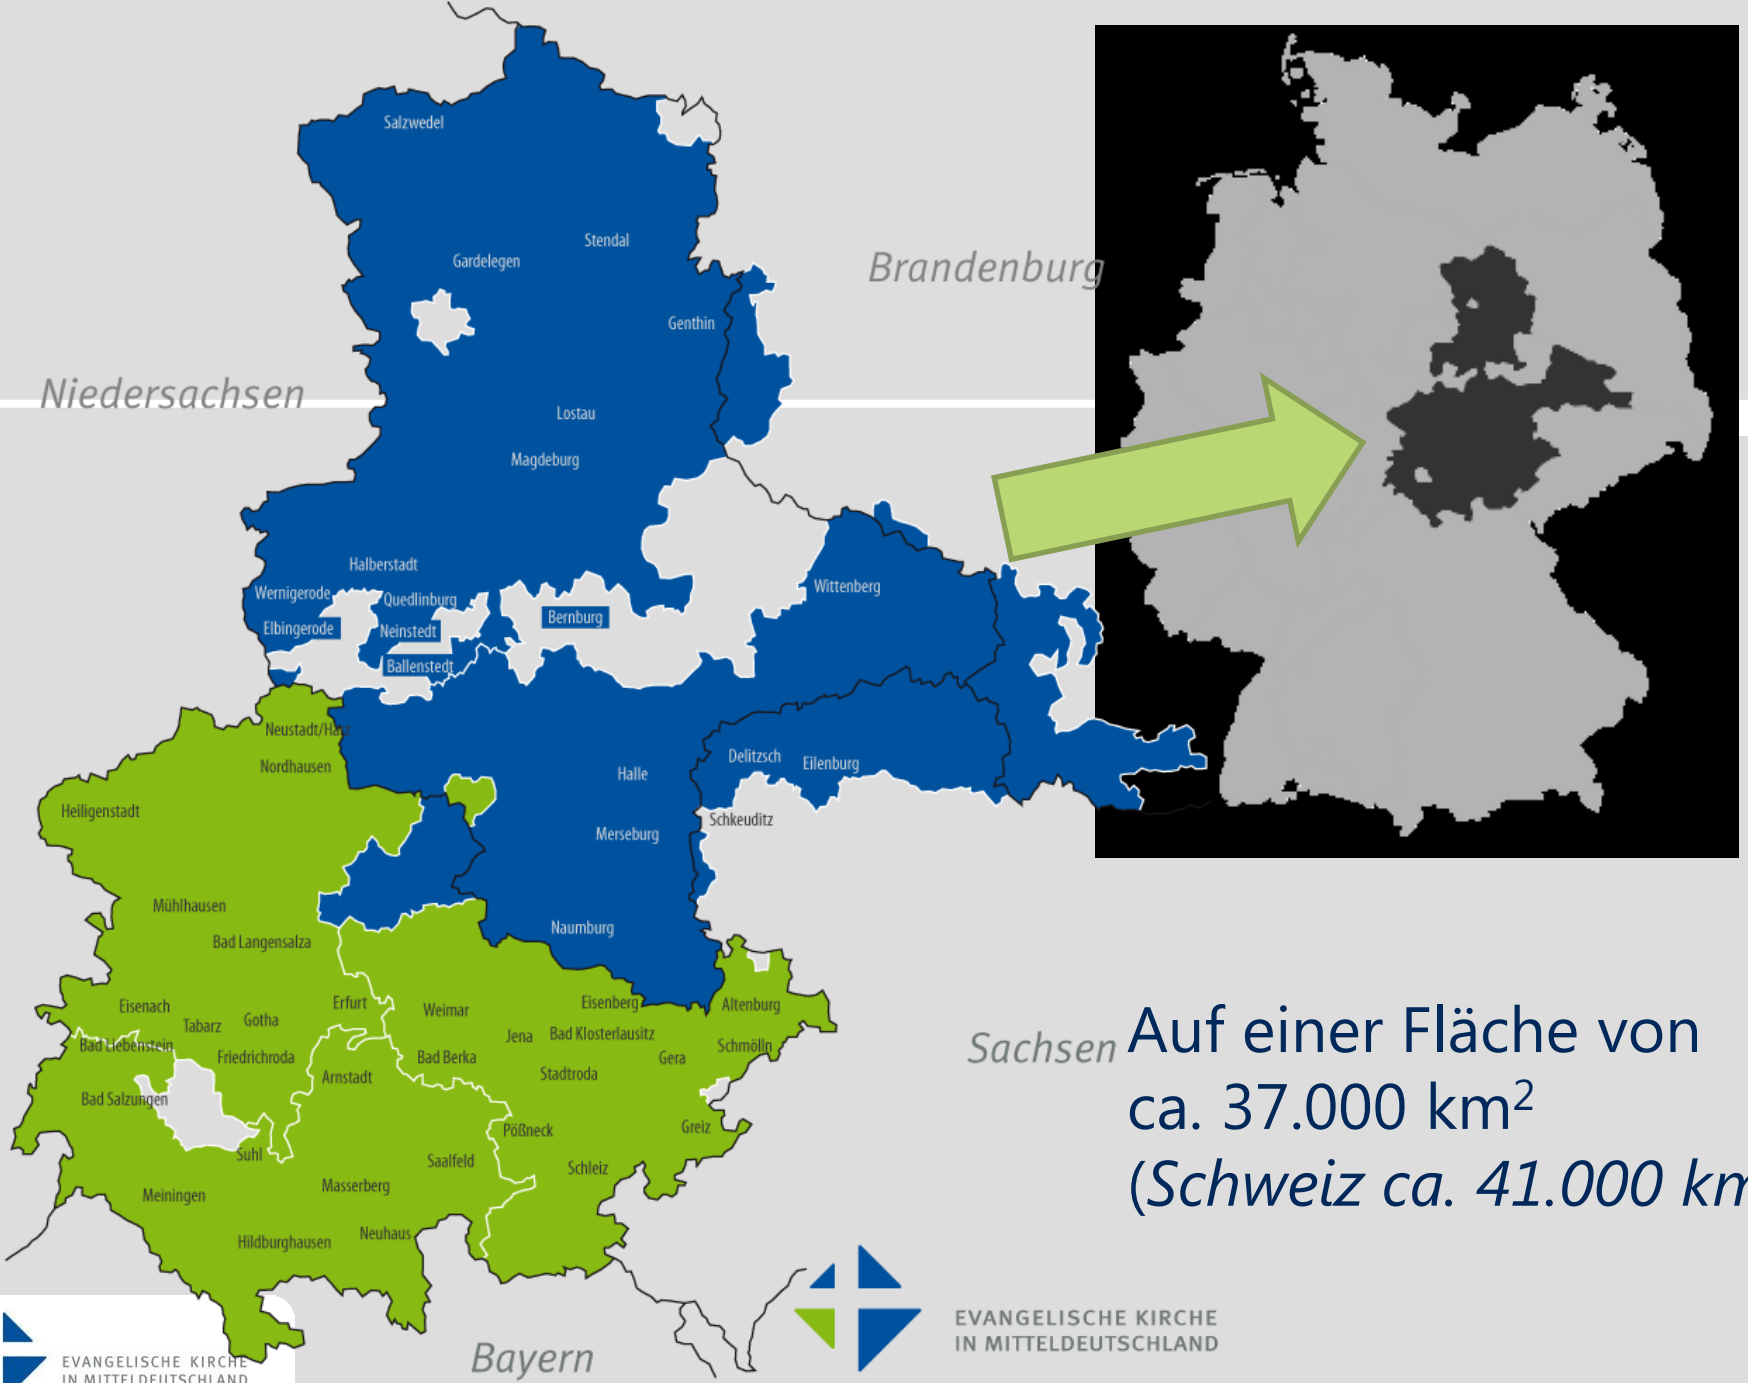 Salzwedel
Stendal
Gardelegen
Brandenburg
Genthin
Niedersachsen
Lostau
Magdeburg
Halberstadt
Wernigerode
Quedlinburg
Wittenberg
Bernburg
Elbingerode
Neinstedt
Ballenstedt
Neustadt/Harz
Nordhausen
Delitzsch
Eilenburg
Halle
Heiligenstadt
Schkeuditz
Merseburg
Mühlhausen
Naumburg
Bad Langensalza
Eisenach
Erfurt
Weimar
Eisenberg
Altenburg
Tabarz
Gotha
Jena
Bad Klosterlausitz
Bad Liebenstein
Friedrichroda
Bad Berka
Gera
Schmölln
Arnstadt
Stadtroda
Bad Salzungen
Pößneck
Greiz
Suhl
Saalfeld
Schleiz
Meiningen
Masserberg
Hildburghausen
Neuhaus
Sachsen
Auf einer Fläche von
ca. 37.000 km²
(Schweiz ca. 41.000 km
Bayern
EVANGELISCHE KIRCHE
IN MITTELDEUTSCHLAND
EVANGELISCHE KIRCHE
IN MITTELDEUTSCHLAND